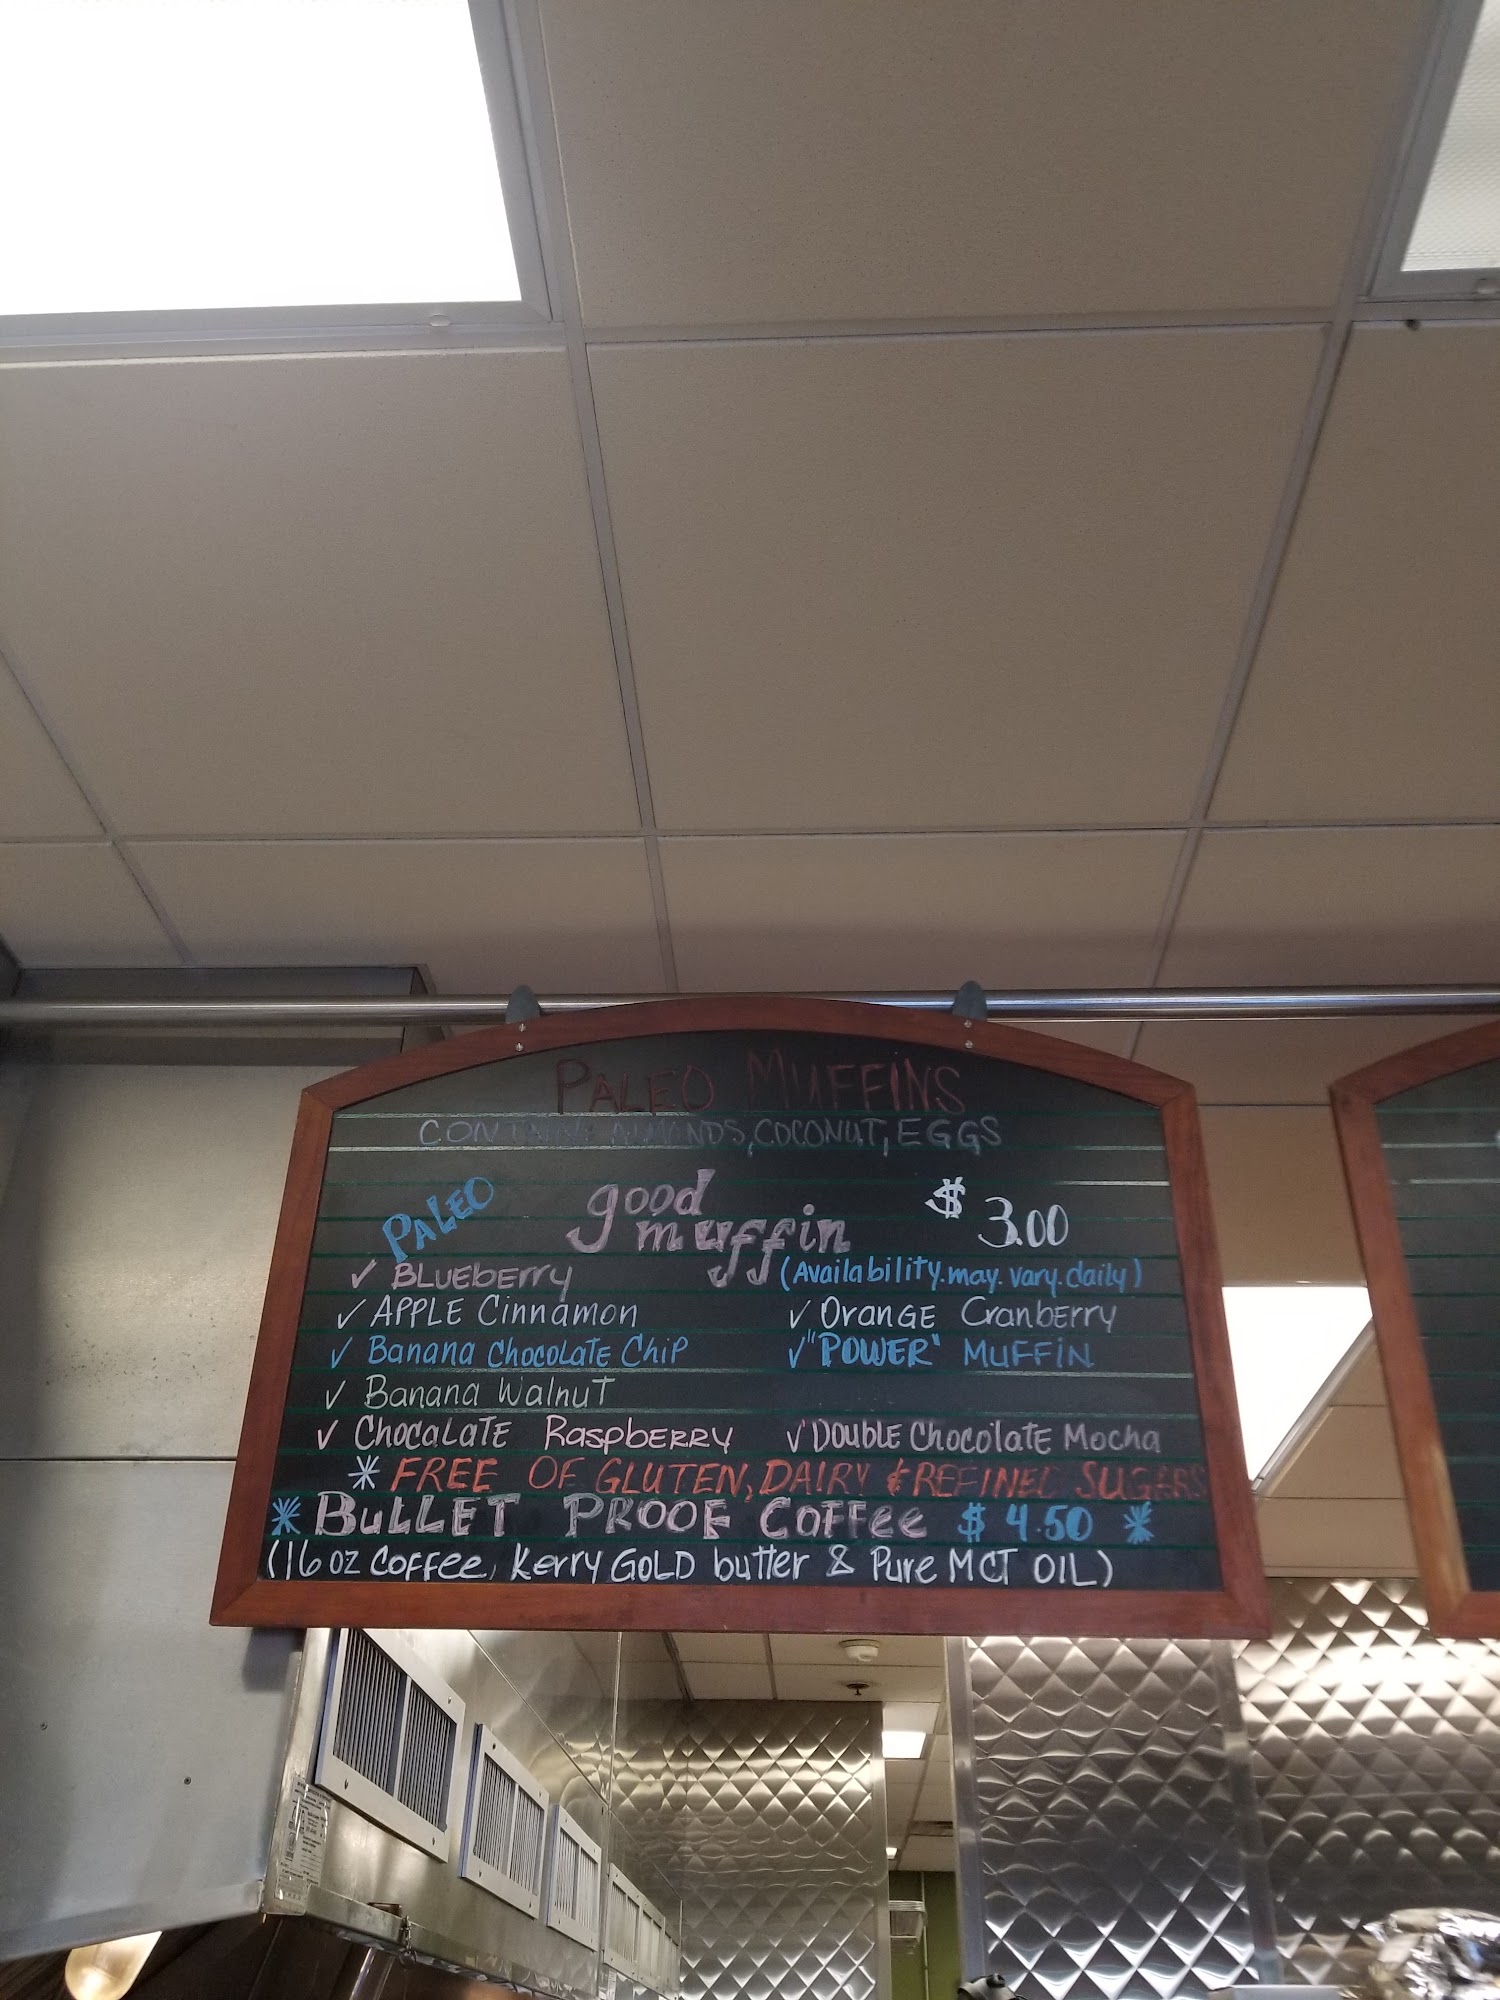 PALEO MUFFINS
CONTAINS ALMONDS, COCONUT, EGGS
PALEO good muffin $3.00
✓ BLUEberry (Availability.may.vary.daily)
✓ APPLE Cinnamon ✓ OranGE Cranberry
✓ Banana ChocoLaTE ChiP ✓ "POWER" MUFFiN
✓ Banana WalnuT
✓ ChocaLaTE RaspbERRY ✓ DOUBLE ChocolatE Mocha
* FREE OF GLUTEN, DAIRY & REFINED SUGARS
* BuLLET PROOF COFFee $4.50 *
(16 oz Coffee, Kerry GOLD butter & Pure MCT OIL)